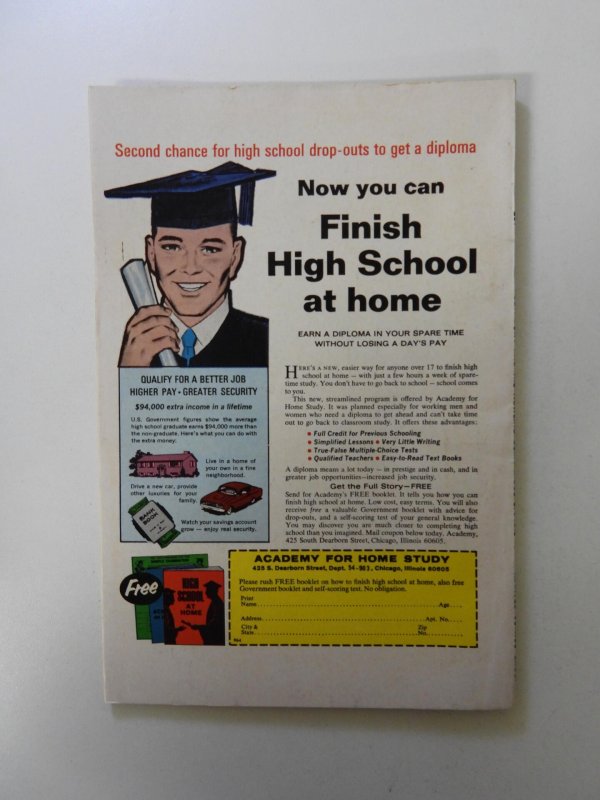 Second chance for high school drop-outs to get a diploma
Now you can
Finish
High School
at home
EARN A DIPLOMA IN YOUR SPARE TIME
WITHOUT LOSING A DAY'S PAY
QUALIFY FOR A BETTER JOB
HIGHER PAY • GREATER SECURITY
$94,000 extra income in a lifetime
U.S. Government figures show the average
high school graduate earns $94,000 more than
the non-graduate. Here's what you can do with
the extra money:
Live in a home of
your own in a fine
neighborhood.
Drive a new car, provide
other luxuries for your
family.
BANK
BOOK
Watch your savings account
grow — enjoy real security.
HERE'S A NEW, easier way for anyone over 17 to finish high
school at home — with just a few hours a week of spare-
time study. You don't have to go back to school — school comes
to you.
This new, streamlined program is offered by Academy for
Home Study. It was planned especially for working men and
women who need a diploma to get ahead and can't take time
out to go back to classroom study. It offers these advantages:
• Full Credit for Previous Schooling
• Simplified Lessons • Very Little Writing
• True-False Multiple-Choice Tests
• Qualified Teachers • Easy-to-Read Text Books
A diploma means a lot today — in prestige and in cash, and in
greater job opportunities—increased job security.
Get the Full Story—FREE
Send for Academy's FREE booklet. It tells you how you can
finish high school at home. Low cost, easy terms. You will also
receive free a valuable Government booklet with advice for
drop-outs, and a self-scoring test of your general knowledge.
You may discover you are much closer to completing high
school than you imagined. Mail coupon below today. Academy,
425 South Dearborn Street, Chicago, Illinois 60605.
Free
HIGH
SCHOOL
AT
HOME
ACADEMY FOR HOME STUDY
425 S. Dearborn Street, Dept. 54-903, Chicago, Illinois 60605
Please rush FREE booklet on how to finish high school at home, also free
Government booklet and self-scoring test. No obligation.
Print
Name Age
Address Apt. No.
City & Zip
State No.